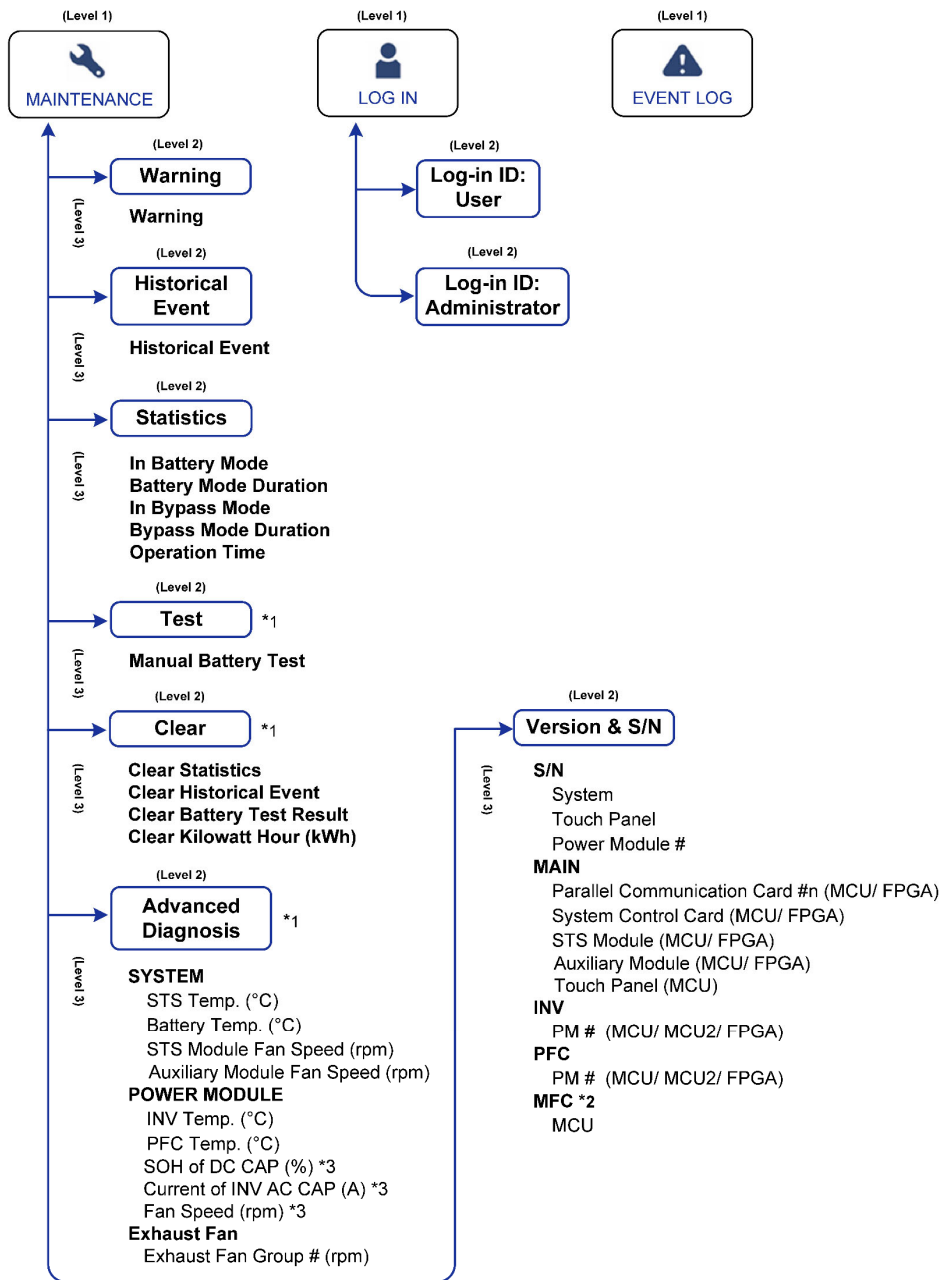 (Level 1)
MAINTENANCE
(Level 2)
Warning
(Level 3)
Warning
(Level 2)
Historical
Event
(Level 3)
Historical Event
(Level 2)
Statistics
(Level 3)
In Battery Mode
Battery Mode Duration
In Bypass Mode
Bypass Mode Duration
Operation Time
(Level 2)
Test *1
(Level 3)
Manual Battery Test
(Level 2)
Clear *1
(Level 3)
Clear Statistics
Clear Historical Event
Clear Battery Test Result
Clear Kilowatt Hour (kWh)
(Level 2)
Advanced
Diagnosis *1
(Level 3)
SYSTEM
STS Temp. (°C)
Battery Temp. (°C)
STS Module Fan Speed (rpm)
Auxiliary Module Fan Speed (rpm)
POWER MODULE
INV Temp. (°C)
PFC Temp. (°C)
SOH of DC CAP (%) *3
Current of INV AC CAP (A) *3
Fan Speed (rpm) *3
Exhaust Fan
Exhaust Fan Group # (rpm)
(Level 2)
Version & S/N
(Level 3)
S/N
System
Touch Panel
Power Module #
MAIN
Parallel Communication Card #n (MCU/ FPGA)
System Control Card (MCU/ FPGA)
STS Module (MCU/ FPGA)
Auxiliary Module (MCU/ FPGA)
Touch Panel (MCU)
INV
PM # (MCU/ MCU2/ FPGA)
PFC
PM # (MCU/ MCU2/ FPGA)
MFC *2
MCU
(Level 1)
LOG IN
(Level 2)
Log-in ID:
User
(Level 2)
Log-in ID:
Administrator
(Level 1)
EVENT LOG